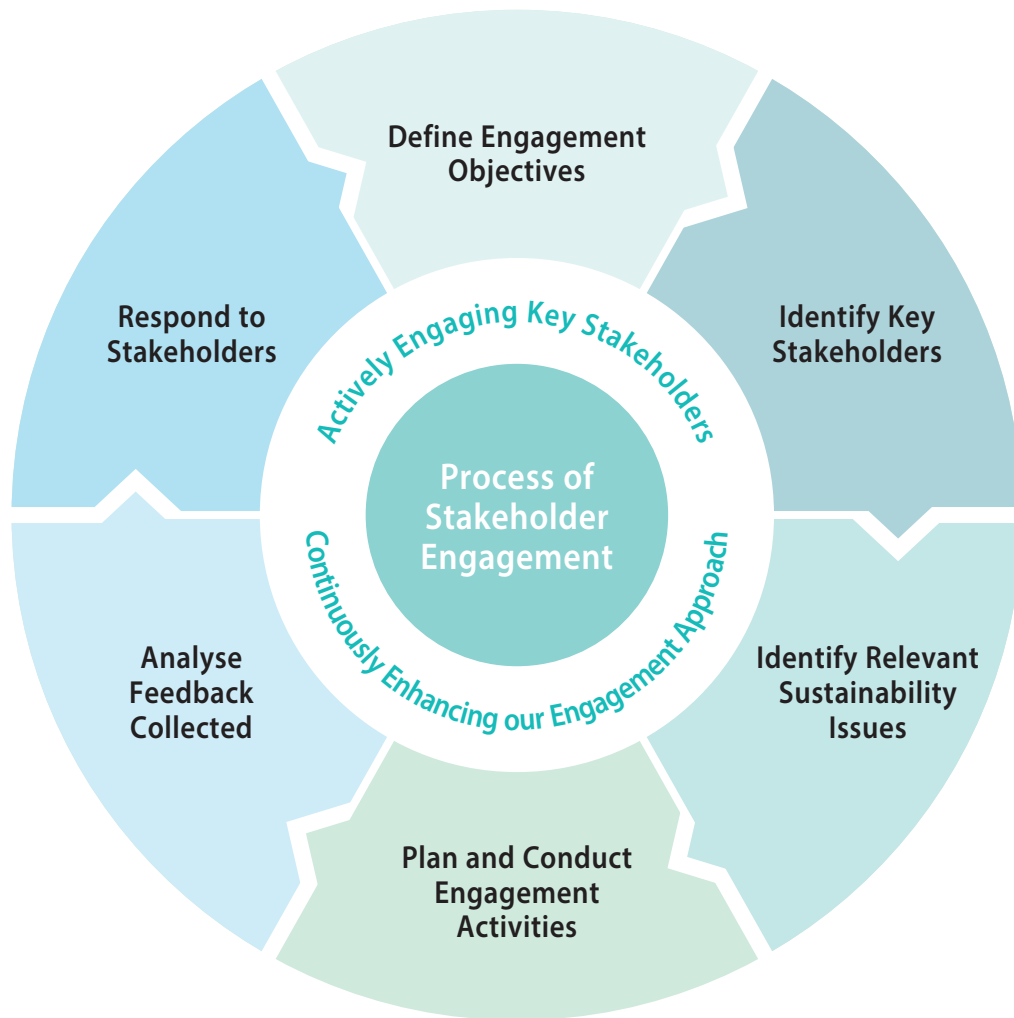 Define Engagement
Objectives
Identify Key
Stakeholders
Identify Relevant
Sustainability
Issues
Plan and Conduct
Engagement
Activities
Analyse
Feedback
Collected
Respond to
Stakeholders
Actively Engaging Key Stakeholders
Process of
Stakeholder
Engagement
Continuously Enhancing our Engagement Approach